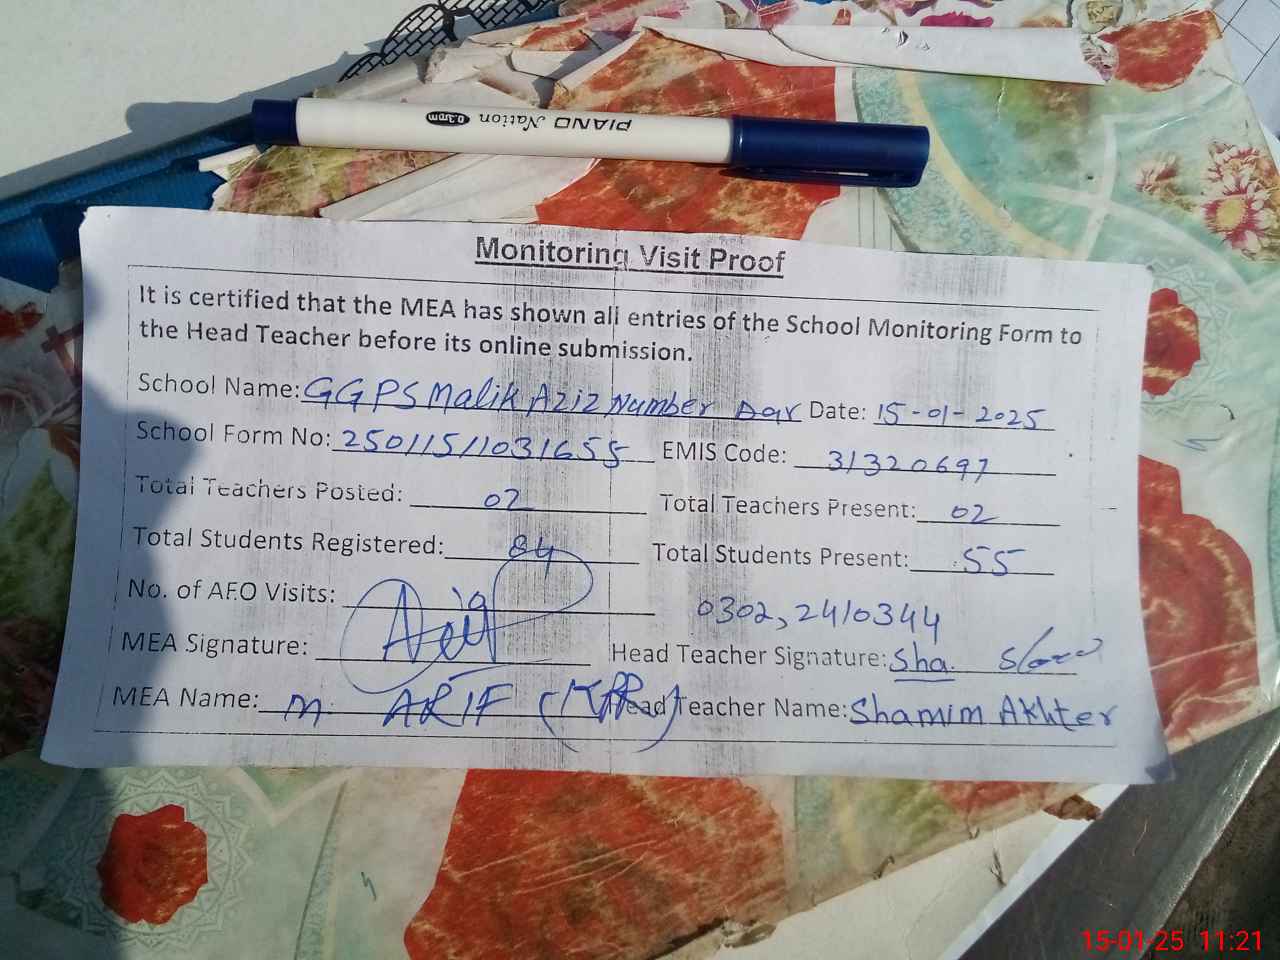 PIANO Nation 0.3mm
Monitoring Visit Proof
It is certified that the MEA has shown all entries of the School Monitoring Form to
the Head Teacher before its online submission.
School Name: GGPS Malik Aziz Number Dar Date: 15-01-2025
School Form No: 25011511031655 EMIS Code: 31320697
Total Teachers Posted: 02 Total Teachers Present: 02
Total Students Registered: 84 Total Students Present: 55
No. of AEO Visits: 0302,2410344
MEA Signature: Head Teacher Signature: Sha.
MEA Name: M. ARIF Head Teacher Name: Shamim Akhter
15-01-25 11:21